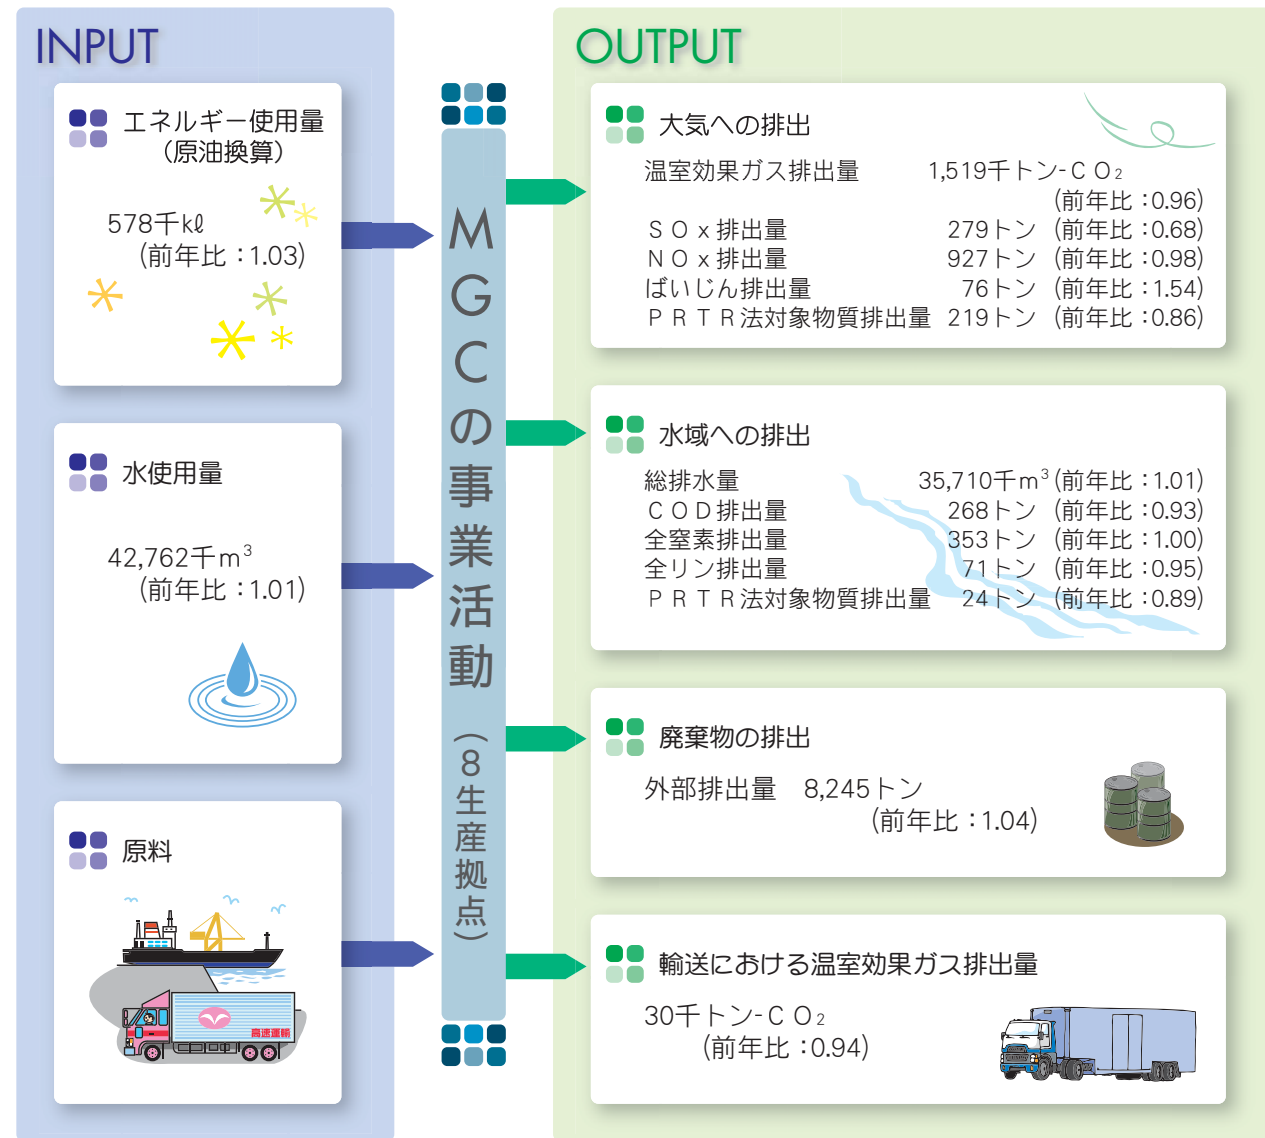 INPUT
エネルギー使用量
(原油換算)
578千kℓ
(前年比：1.03)
水使用量
42,762千m³
(前年比：1.01)
原料
高速運輸
MGCの事業活動（8生産拠点）
OUTPUT
大気への排出
温室効果ガス排出量 1,519千トン-CO₂
(前年比：0.96)
SOx排出量 279トン (前年比：0.68)
NOx排出量 927トン (前年比：0.98)
ばいじん排出量 76トン (前年比：1.54)
PRTR法対象物質排出量 219トン (前年比：0.86)
水域への排出
総排水量 35,710千m³ (前年比：1.01)
COD排出量 268トン (前年比：0.93)
全窒素排出量 353トン (前年比：1.00)
全リン排出量 71トン (前年比：0.95)
PRTR法対象物質排出量 24トン (前年比：0.89)
廃棄物の排出
外部排出量 8,245トン
(前年比：1.04)
輸送における温室効果ガス排出量
30千トン-CO₂
(前年比：0.94)